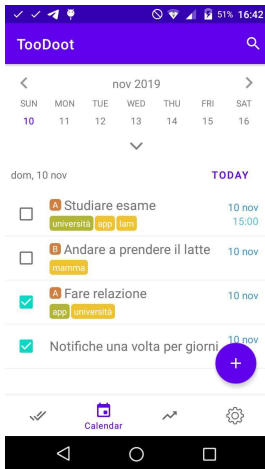 51% 16:42
TooDoot
nov 2019
SUN MON TUE WED THU FRI SAT
10 11 12 13 14 15 16
dom, 10 nov TODAY
A Studiare esame 10 nov
università app lam 15:00
B Andare a prendere il latte 10 nov
mamma
A Fare relazione 10 nov
app università
Notifiche una volta per giorni 10 nov
+
Calendar